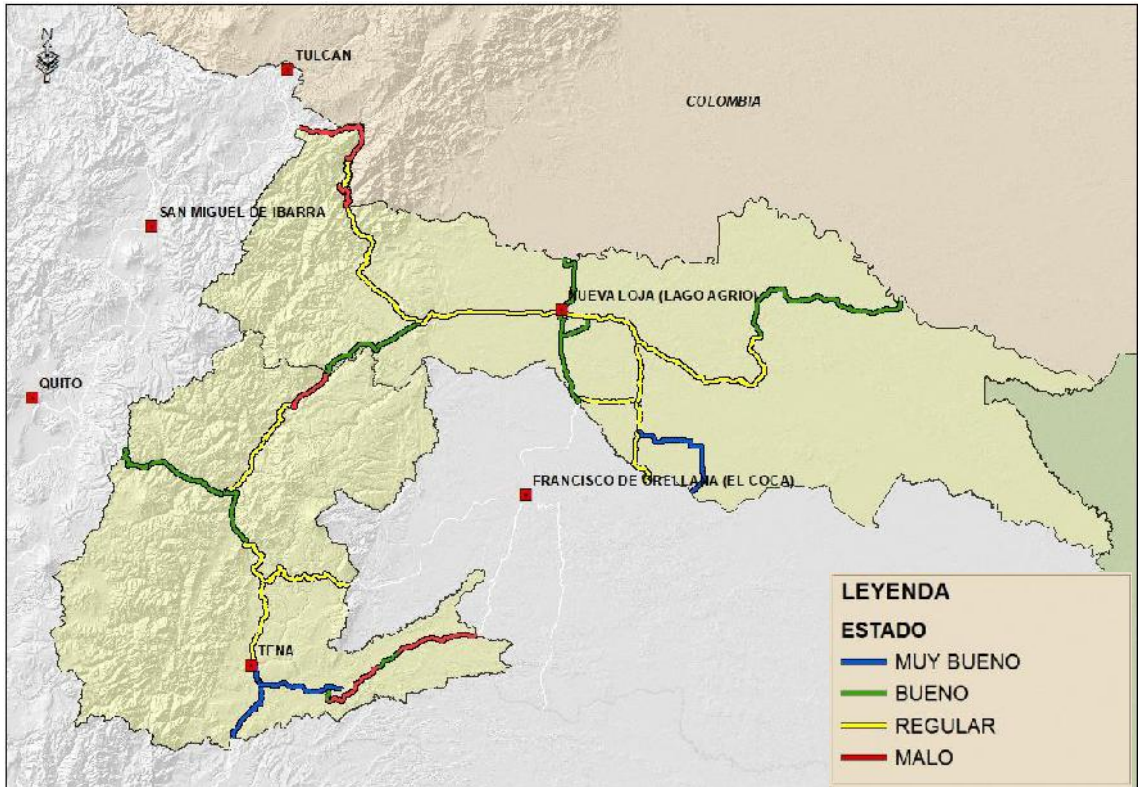 N
TULCAN
COLOMBIA
SAN MIGUEL DE IBARRA
NUEVA LOJA (LAGO AGRIO)
QUITO
FRANCISCO DE ORELLANA (EL COCA)
TENA
LEYENDA
ESTADO
MUY BUENO
BUENO
REGULAR
MALO